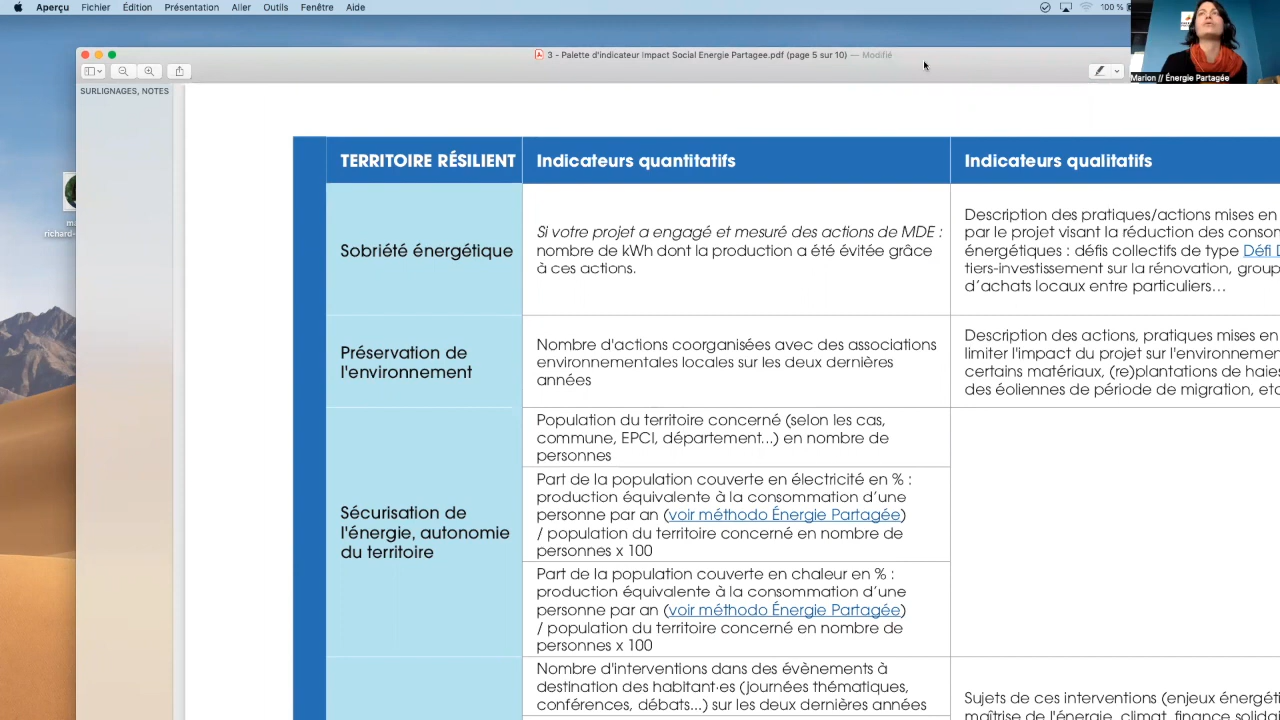 Aperçu Fichier Édition Présentation Aller Outils Fenêtre Aide 100 %
3 - Palette d'indicateur Impact Social Energie Partagee.pdf (page 5 sur 10) — Modifié
Marion // Énergie Partagée
SURLIGNAGES, NOTES
richard-
TERRITOIRE RÉSILIENT
Indicateurs quantitatifs
Indicateurs qualitatifs
Sobriété énergétique
Si votre projet a engagé et mesuré des actions de MDE :
nombre de kWh dont la production a été évitée grâce
à ces actions.
Description des pratiques/actions mises en
par le projet visant la réduction des conso
énergétiques : défis collectifs de type Défi D
tiers-investissement sur la rénovation, group
d'achats locaux entre particuliers…
Préservation de
l'environnement
Nombre d'actions coorganisées avec des associations
environnementales locales sur les deux dernières
années
Description des actions, pratiques mises en
limiter l'impact du projet sur l'environnemen
certains matériaux, (re)plantations de haies
des éoliennes de période de migration, etc
Sécurisation de
l'énergie, autonomie
du territoire
Population du territoire concerné (selon les cas,
commune, EPCI, département...) en nombre de
personnes
Part de la population couverte en électricité en % :
production équivalente à la consommation d'une
personne par an (voir méthodo Énergie Partagée)
/ population du territoire concerné en nombre de
personnes x 100
Part de la population couverte en chaleur en % :
production équivalente à la consommation d'une
personne par an (voir méthodo Énergie Partagée)
/ population du territoire concerné en nombre de
personnes x 100
Nombre d'interventions dans des évènements à
destination des habitant·es (journées thématiques,
conférences, débats...) sur les deux dernières années
Sujets de ces interventions (enjeux énergéti
maîtrise de l'énergie, climat, finance solidai